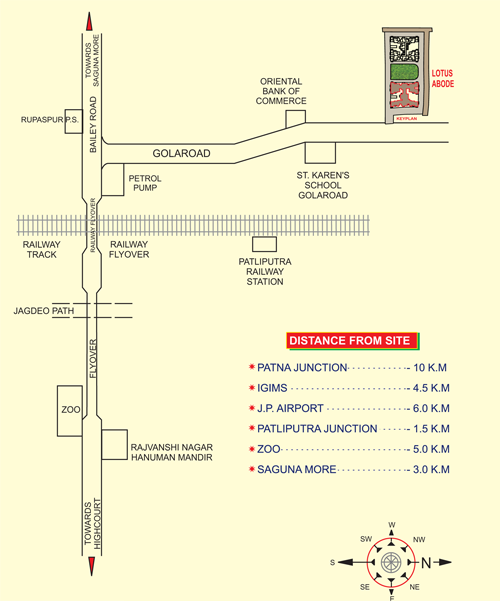 TOWARDS
SAGUNA MORE
BAILEY ROAD
RUPASPUR P.S.
ORIENTAL
BANK OF
COMMERCE
LOTUS
ABODE
KEYPLAN
GOLAROAD
PETROL
PUMP
ST. KAREN'S
SCHOOL
GOLAROAD
RAILWAY FLYOVER
RAILWAY
TRACK
RAILWAY
FLYOVER
PATLIPUTRA
RAILWAY
STATION
JAGDEO PATH
FLYOVER
DISTANCE FROM SITE
* PATNA JUNCTION - 10 K.M
* IGIMS - 4.5 K.M
* J.P. AIRPORT - 6.0 K.M
* PATLIPUTRA JUNCTION - 1.5 K.M
* ZOO - 5.0 K.M
* SAGUNA MORE - 3.0 K.M
ZOO
RAJVANSHI NAGAR
HANUMAN MANDIR
TOWARDS
HIGHCOURT
W
SW
NW
S
N
SE
NE
E